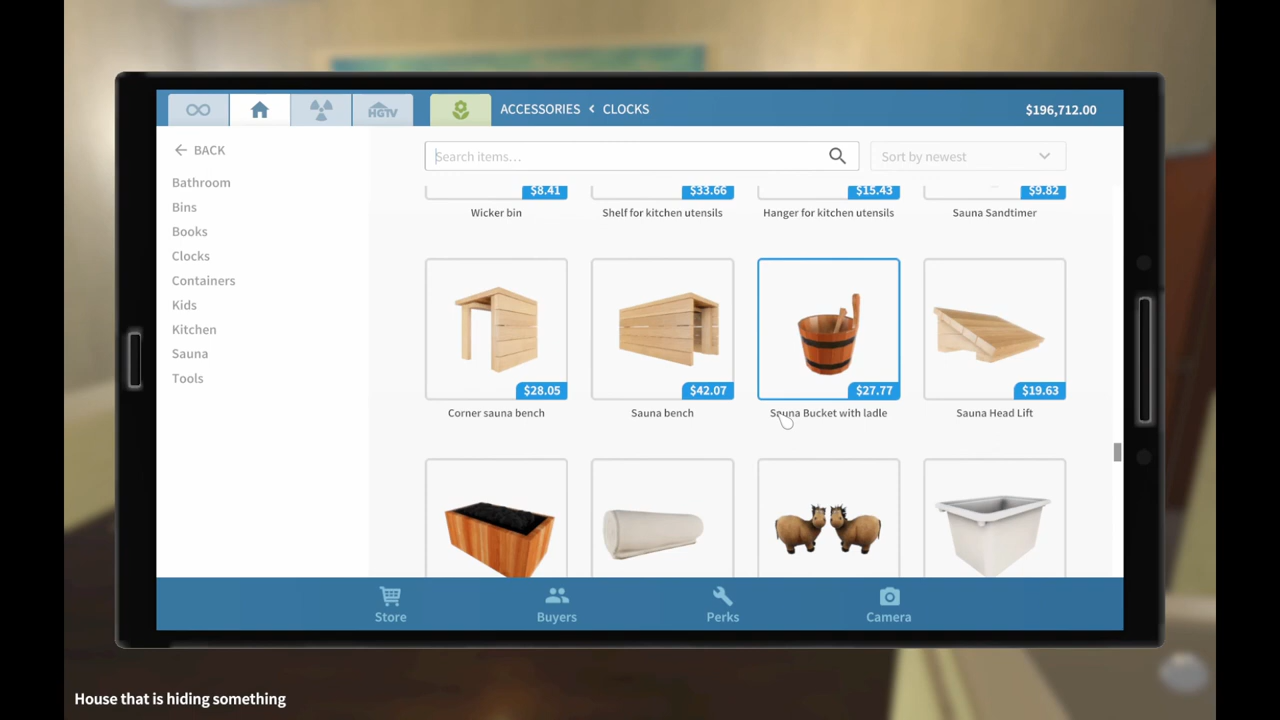 HGTV
ACCESSORIES < CLOCKS
$196,712.00
BACK
Search items...
Sort by newest
Bathroom
Bins
Books
Clocks
Containers
Kids
Kitchen
Sauna
Tools
$8.41
$33.66
$15.43
$9.82
Wicker bin
Shelf for kitchen utensils
Hanger for kitchen utensils
Sauna Sandtimer
$28.05
$42.07
$27.77
$19.63
Corner sauna bench
Sauna bench
Sauna Bucket with ladle
Sauna Head Lift
Store
Buyers
Perks
Camera
House that is hiding something